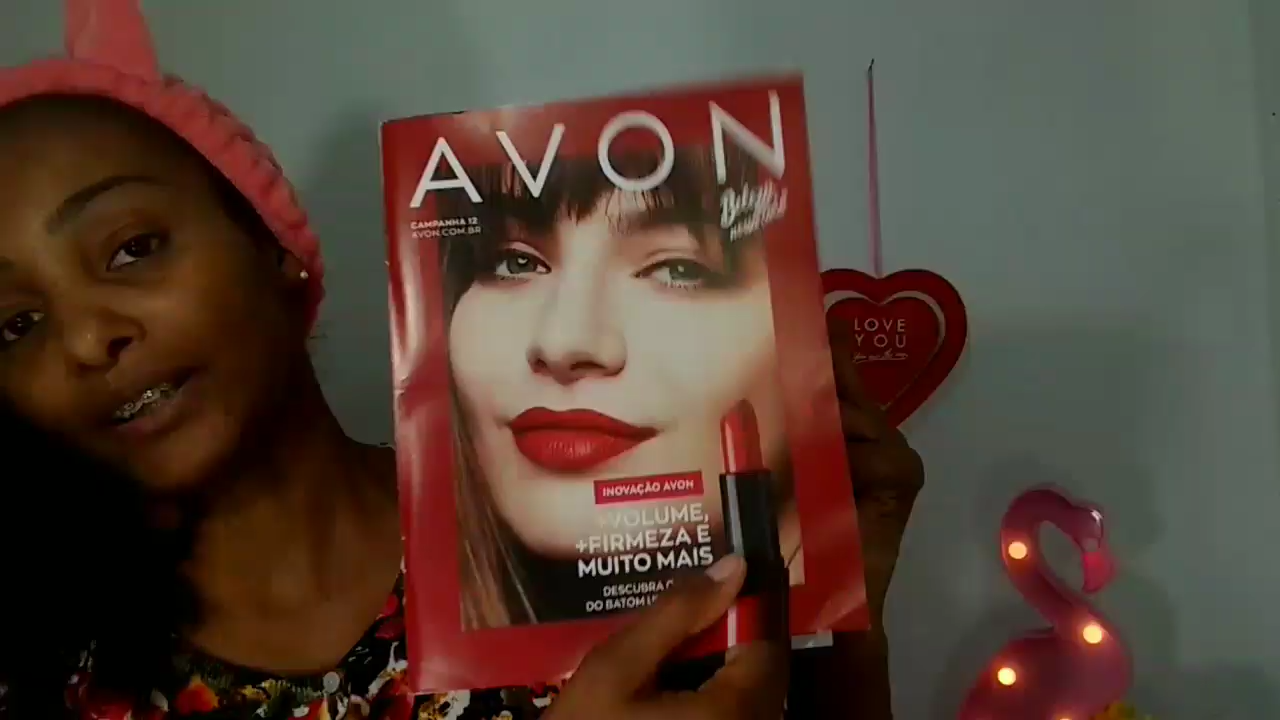 AVON
CAMPANHA 12
AVON.COM.BR
INOVAÇÃO AVON
+VOLUME,
+FIRMEZA E
MUITO MAIS
DESCUBRA
DO BATOM
LOVE
YOU